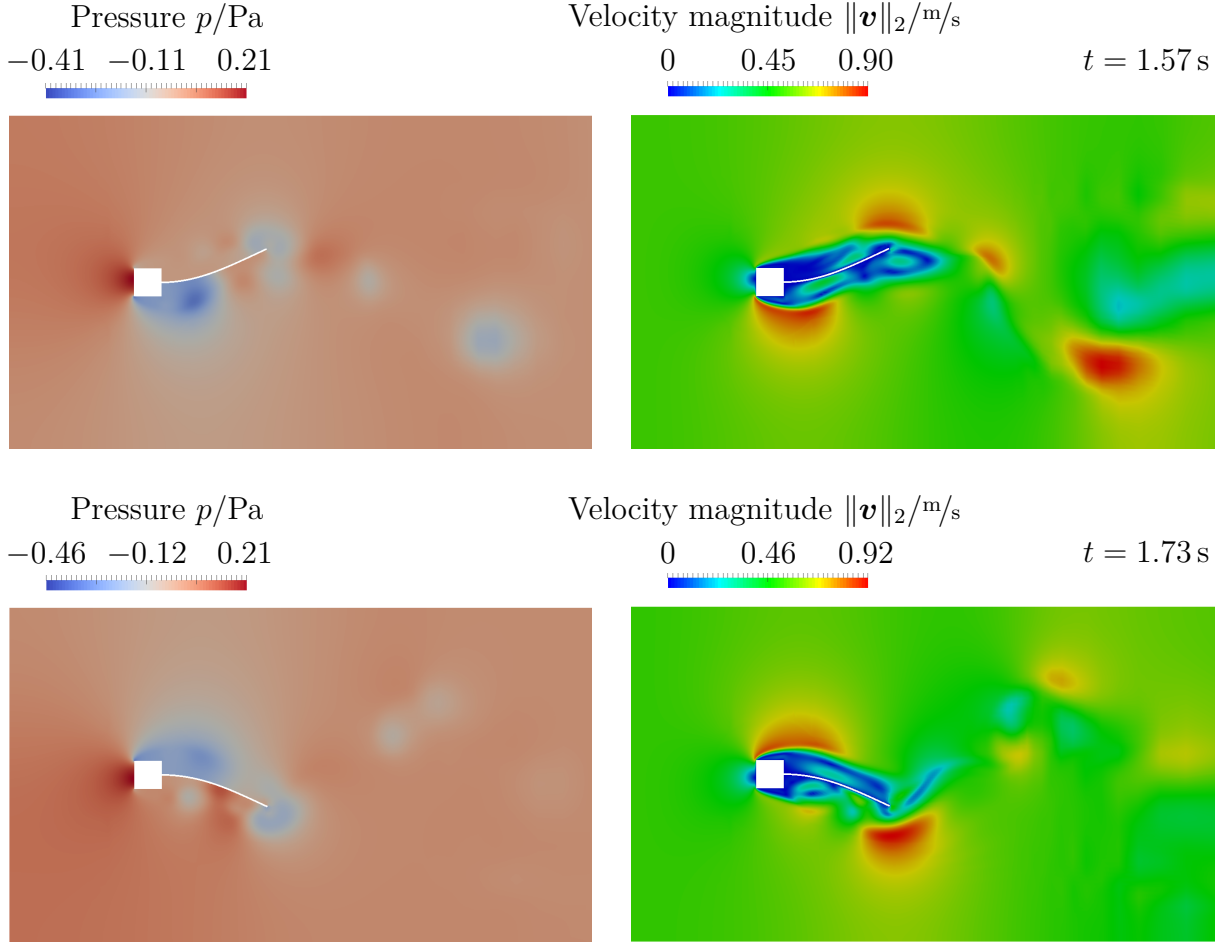 Pressure p/Pa
−0.41 −0.11 0.21
Velocity magnitude ‖v‖₂/m/s
0 0.45 0.90
t = 1.57 s
Pressure p/Pa
−0.46 −0.12 0.21
Velocity magnitude ‖v‖₂/m/s
0 0.46 0.92
t = 1.73 s